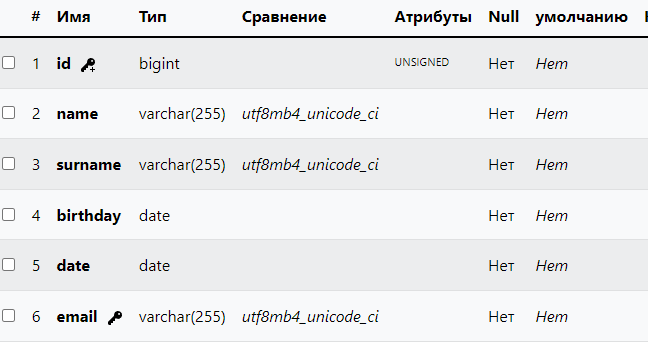 # Имя Тип Сравнение Атрибуты Null умолчанию
1 id bigint UNSIGNED Нет Нет
2 name varchar(255) utf8mb4_unicode_ci Нет Нет
3 surname varchar(255) utf8mb4_unicode_ci Нет Нет
4 birthday date Нет Нет
5 date date Нет Нет
6 email varchar(255) utf8mb4_unicode_ci Нет Нет